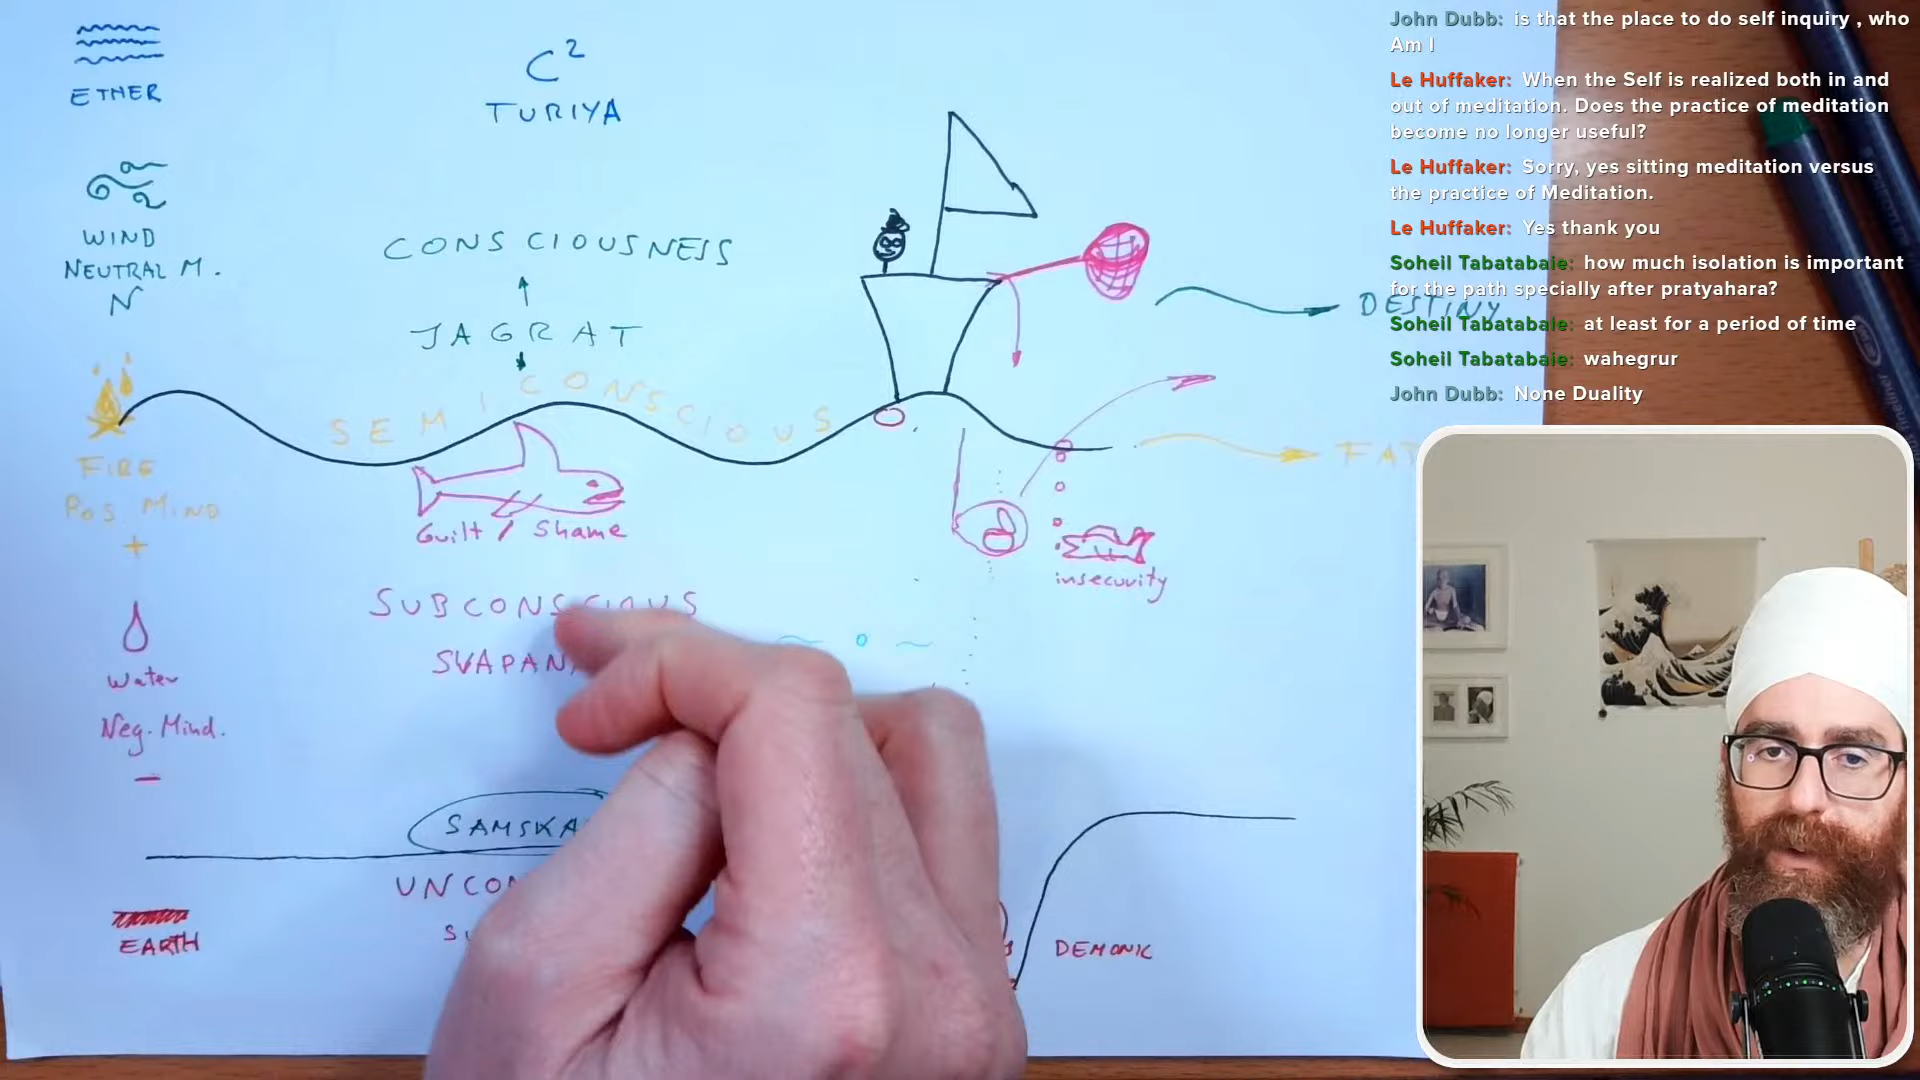 ETHER
C2
TURIYA
WIND
NEUTRAL M.
N
CONSCIOUSNESS
JAGRAT
DESTINY
SEMI CONSCIOUS
FIRE
POS MIND
+
Guilt / Shame
insecurity
SUBCONSCIOUS
Water
Neg. Mind.
-
EARTH
DEMONIC
John Dubb: is that the place to do self inquiry , who
Am I
Le Huffaker: When the Self is realized both in and
out of meditation. Does the practice of meditation
become no longer useful?
Le Huffaker: Sorry, yes sitting meditation versus
the practice of Meditation.
Le Huffaker: Yes thank you
Soheil Tabatabaie: how much isolation is important
for the path specially after pratyahara?
Soheil Tabatabaie: at least for a period of time
Soheil Tabatabaie: wahegrur
John Dubb: None Duality